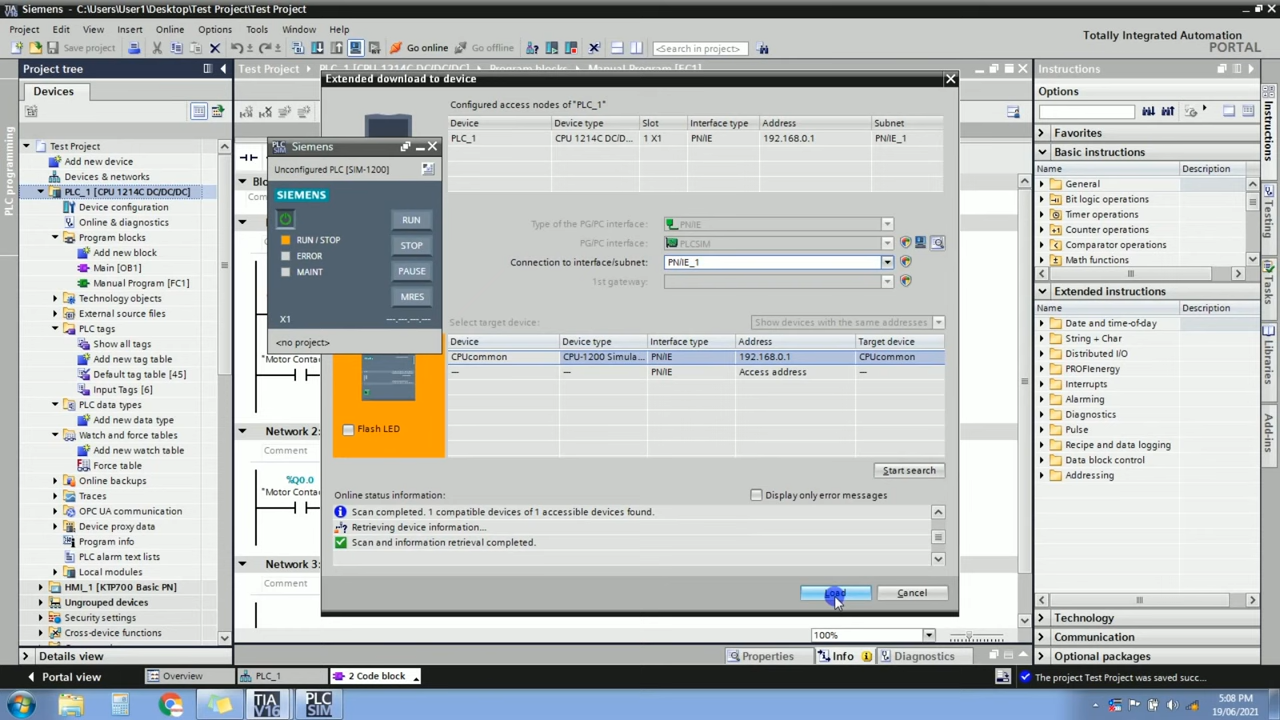 Siemens - C:\Users\User1\Desktop\Test Project\Test Project
Project Edit View Insert Online Options Tools Window Help
Totally Integrated Automation
PORTAL
Save project
Go online
Go offline
<Search in project>
Project tree
Devices
PLC programming
Test Project
Add new device
Devices & networks
PLC_1 [CPU 1214C DC/DC/DC]
Device configuration
Online & diagnostics
Program blocks
Add new block
Main [OB1]
Manual Program [FC1]
Technology objects
External source files
PLC tags
Show all tags
Add new tag table
Default tag table [45]
Input Tags [6]
PLC data types
Add new data type
Watch and force tables
Add new watch table
Force table
Online backups
Traces
OPC UA communication
Device proxy data
Program info
PLC alarm text lists
Local modules
HMI_1 [KTP700 Basic PN]
Ungrouped devices
Security settings
Cross-device functions
Details view
Network 2:
Comment
%Q0.0
"Motor Conta
Network 3:
Comment
Extended download to device
Configured access nodes of "PLC_1"
Device Device type Slot Interface type Address Subnet
PLC_1 CPU 1214C DC/D... 1 X1 PN/IE 192.168.0.1 PN/IE_1
Type of the PG/PC interface: PN/IE
PG/PC interface: PLCSIM
Connection to interface/subnet: PN/IE_1
1st gateway:
Select target device: Show devices with the same addresses
Device Device type Interface type Address Target device
CPUcommon CPU-1200 Simula... PN/IE 192.168.0.1 CPUcommon
— — PN/IE Access address —
Flash LED
Start search
Online status information:
Display only error messages
Scan completed. 1 compatible devices of 1 accessible devices found.
Retrieving device information...
Scan and information retrieval completed.
Load
Cancel
Siemens
Unconfigured PLC [SIM-1200]
SIEMENS
RUN
RUN / STOP
STOP
ERROR
MAINT
PAUSE
MRES
X1
<no project>
Instructions
Options
Favorites
Basic instructions
Name Description
General
Bit logic operations
Timer operations
Counter operations
Comparator operations
Math functions
Extended instructions
Name Description
Date and time-of-day
String + Char
Distributed I/O
PROFIenergy
Interrupts
Alarming
Diagnostics
Pulse
Recipe and data logging
Data block control
Addressing
Technology
Communication
Optional packages
Instructions
Testing
Tasks
Libraries
Add-ins
100%
Properties
Info
Diagnostics
Portal view
Overview
PLC_1
2 Code block
The project Test Project was saved succ...
TIA V16
PLC SIM
5:08 PM
19/06/2021